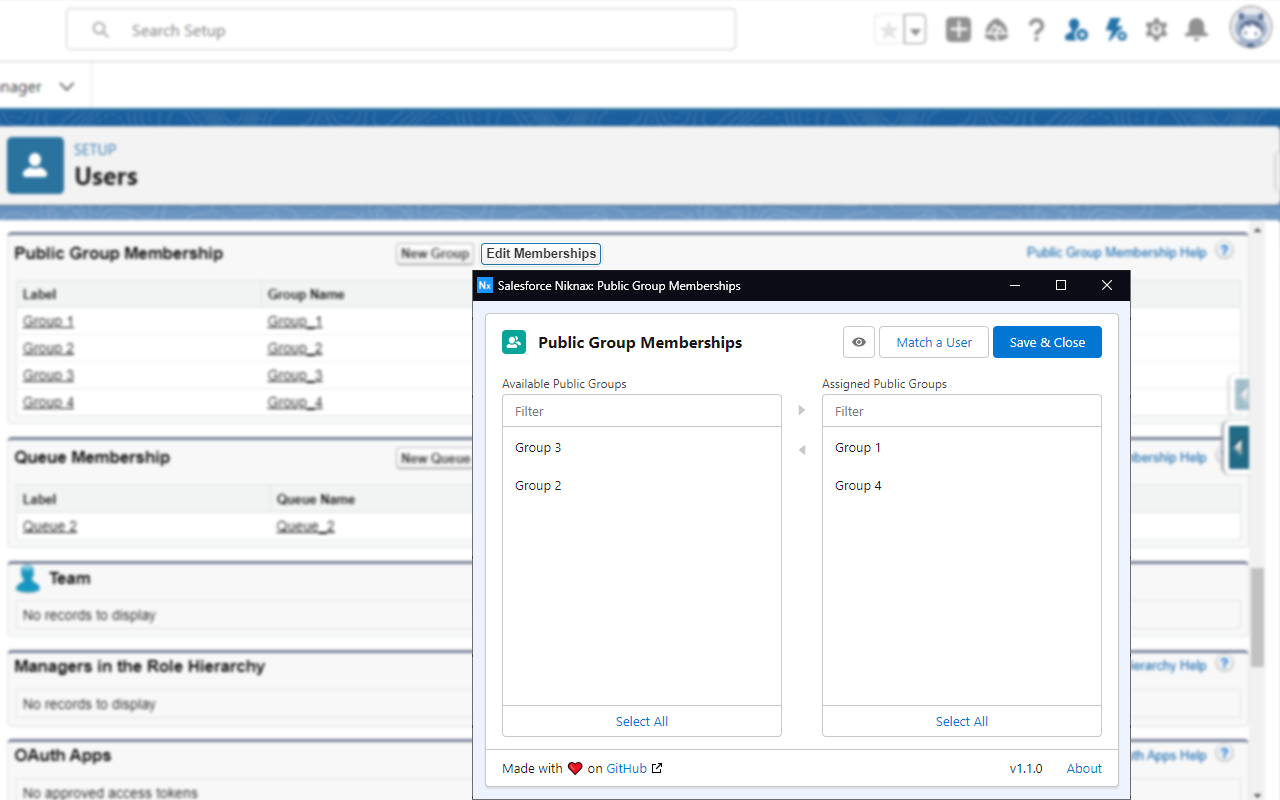 Search Setup
nager
SETUP
Users
Public Group Membership New Group Edit Memberships Public Group Membership Help ?
Label Group Name
Group 1 Group_1
Group 2 Group_2
Group 3 Group_3
Group 4 Group_4
Queue Membership New Queue bership Help
Label Queue Name
Queue 2 Queue_2
Team
No records to display
Managers in the Role Hierarchy erarchy Help ?
No records to display
OAuth Apps th Apps Help ?
No approved access tokens
Nx Salesforce Niknax: Public Group Memberships
Public Group Memberships Match a User Save & Close
Available Public Groups Assigned Public Groups
Filter Filter
Group 3 Group 1
Group 2 Group 4
Select All Select All
Made with ❤ on GitHub v1.1.0 About